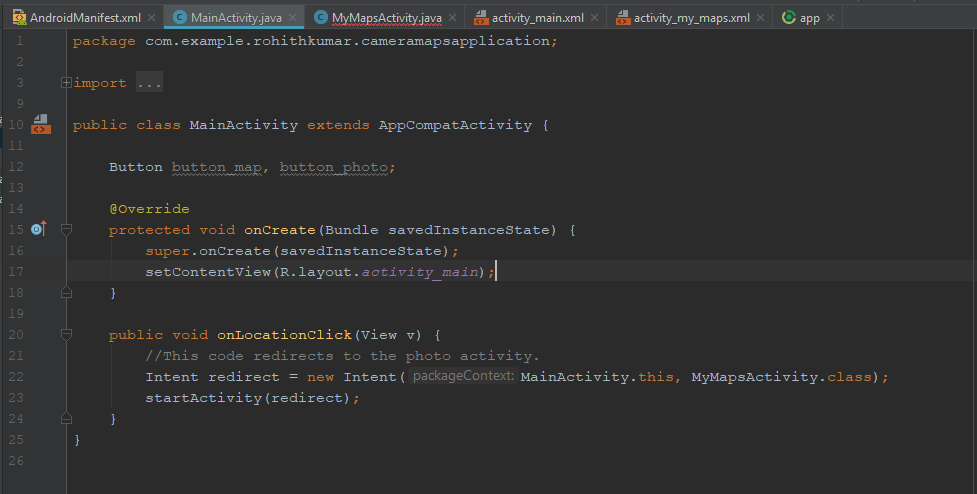 AndroidManifest.xml × MainActivity.java × MyMapsActivity.java × activity_main.xml × activity_my_maps.xml × app ×
1 package com.example.rohithkumar.cameramapsapplication;
2
3 import ...
9
10 public class MainActivity extends AppCompatActivity {
11
12 Button button_map, button_photo;
13
14 @Override
15 protected void onCreate(Bundle savedInstanceState) {
16 super.onCreate(savedInstanceState);
17 setContentView(R.layout.activity_main);
18 }
19
20 public void onLocationClick(View v) {
21 //This code redirects to the photo activity.
22 Intent redirect = new Intent( packageContext: MainActivity.this, MyMapsActivity.class);
23 startActivity(redirect);
24 }
25 }
26